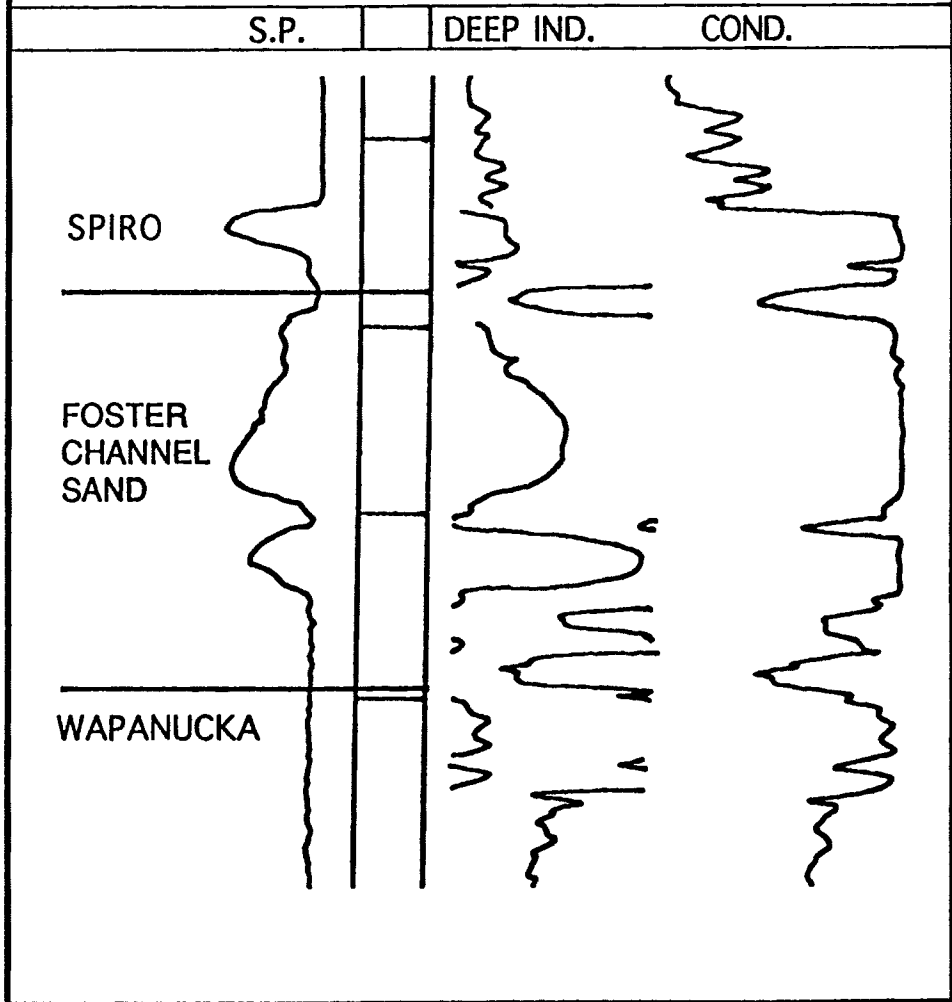 S.P. DEEP IND. COND.
SPIRO
FOSTER
CHANNEL
SAND
WAPANUCKA